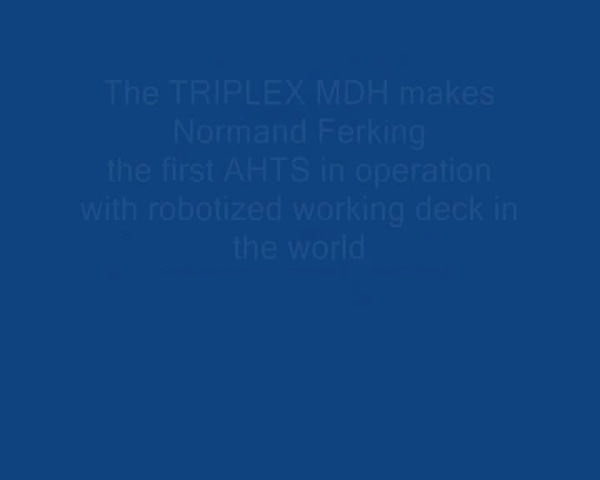 The TRIPLEX MDH makes
Normand Ferking
the first AHTS in operation
with robotized working deck in
the world